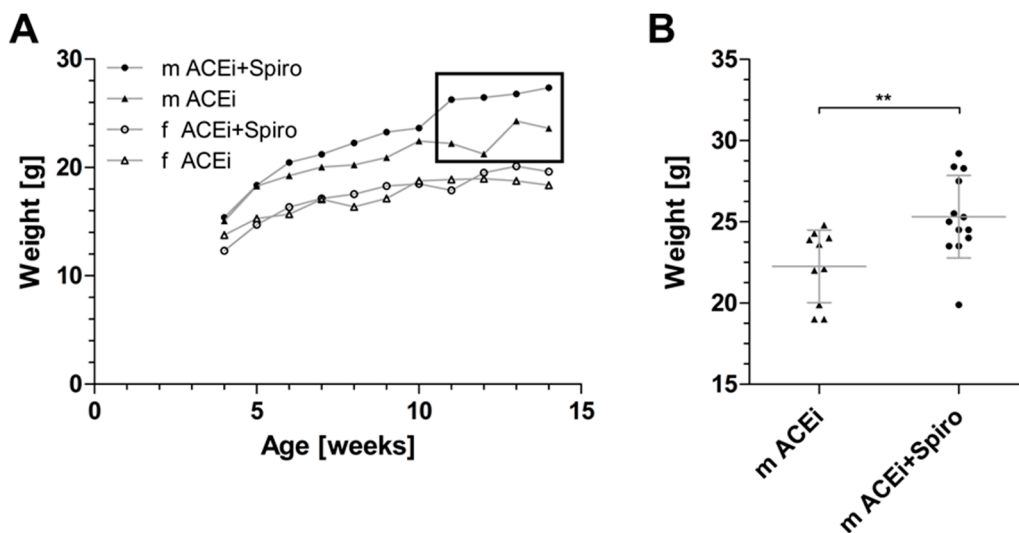 A
Weight [g]
30
20
10
0
m ACEi+Spiro
m ACEi
f ACEi+Spiro
f ACEi
0
5
10
15
Age [weeks]
B
Weight [g]
35
30
25
20
15
**
m ACEi
m ACEi+Spiro